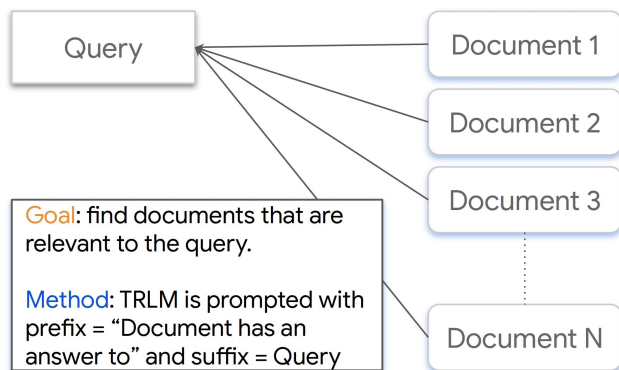 Query
Document 1
Document 2
Document 3
Document N
Goal: find documents that are
relevant to the query.
Method: TRLM is prompted with
prefix = “Document has an
answer to” and suffix = Query